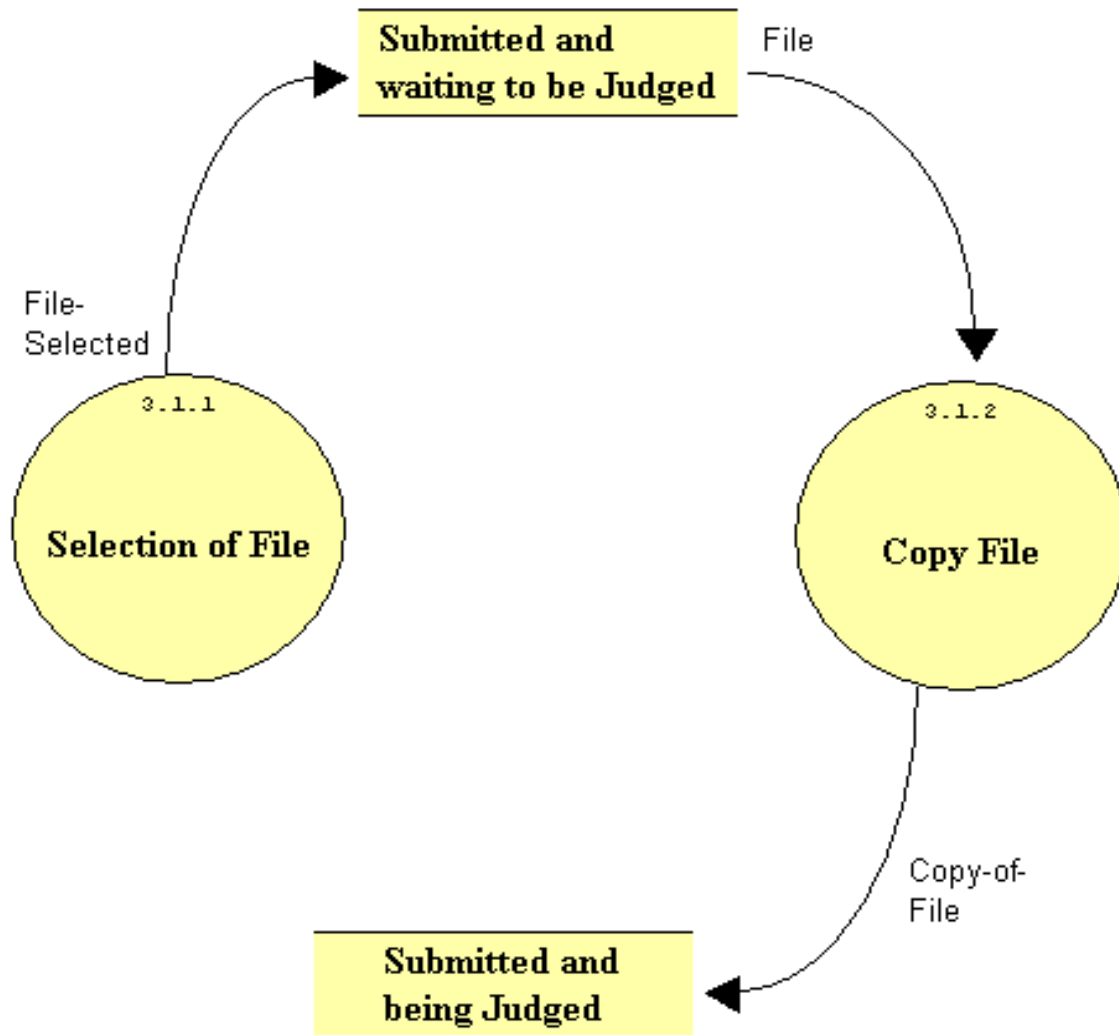 Submitted and
waiting to be Judged
File
File-
Selected
3.1.1
Selection of File
3.1.2
Copy File
Copy-of-
File
Submitted and
being Judged